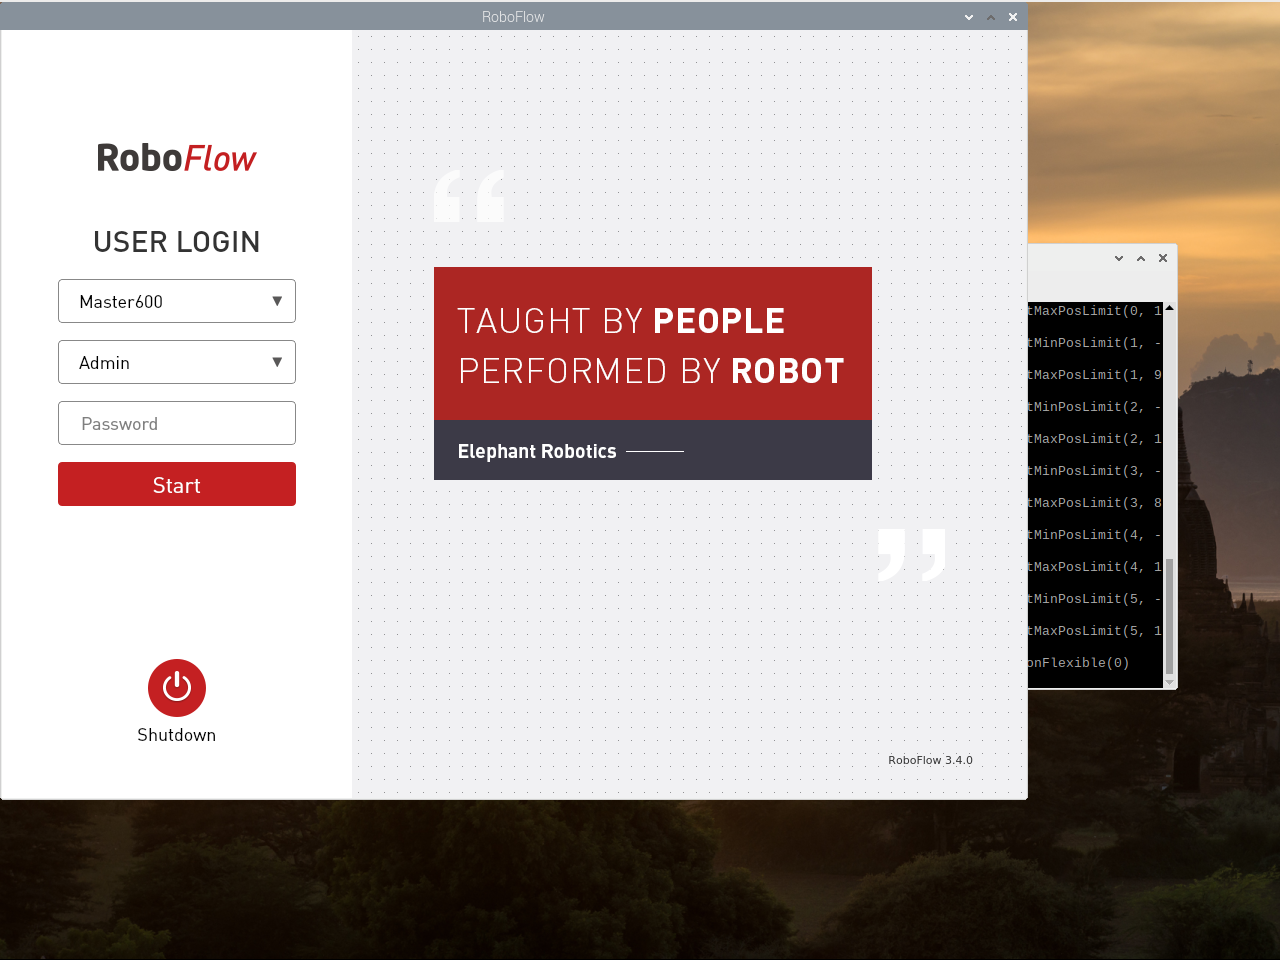 RoboFlow
RoboFlow
USER LOGIN
Master600
Admin
Password
Start
Shutdown
“
TAUGHT BY PEOPLE
PERFORMED BY ROBOT
Elephant Robotics
”
RoboFlow 3.4.0
tMaxPosLimit(0, 1
tMinPosLimit(1, -
tMaxPosLimit(1, 9
tMinPosLimit(2, -
tMaxPosLimit(2, 1
tMinPosLimit(3, -
tMaxPosLimit(3, 8
tMinPosLimit(4, -
tMaxPosLimit(4, 1
tMinPosLimit(5, -
tMaxPosLimit(5, 1
onFlexible(0)